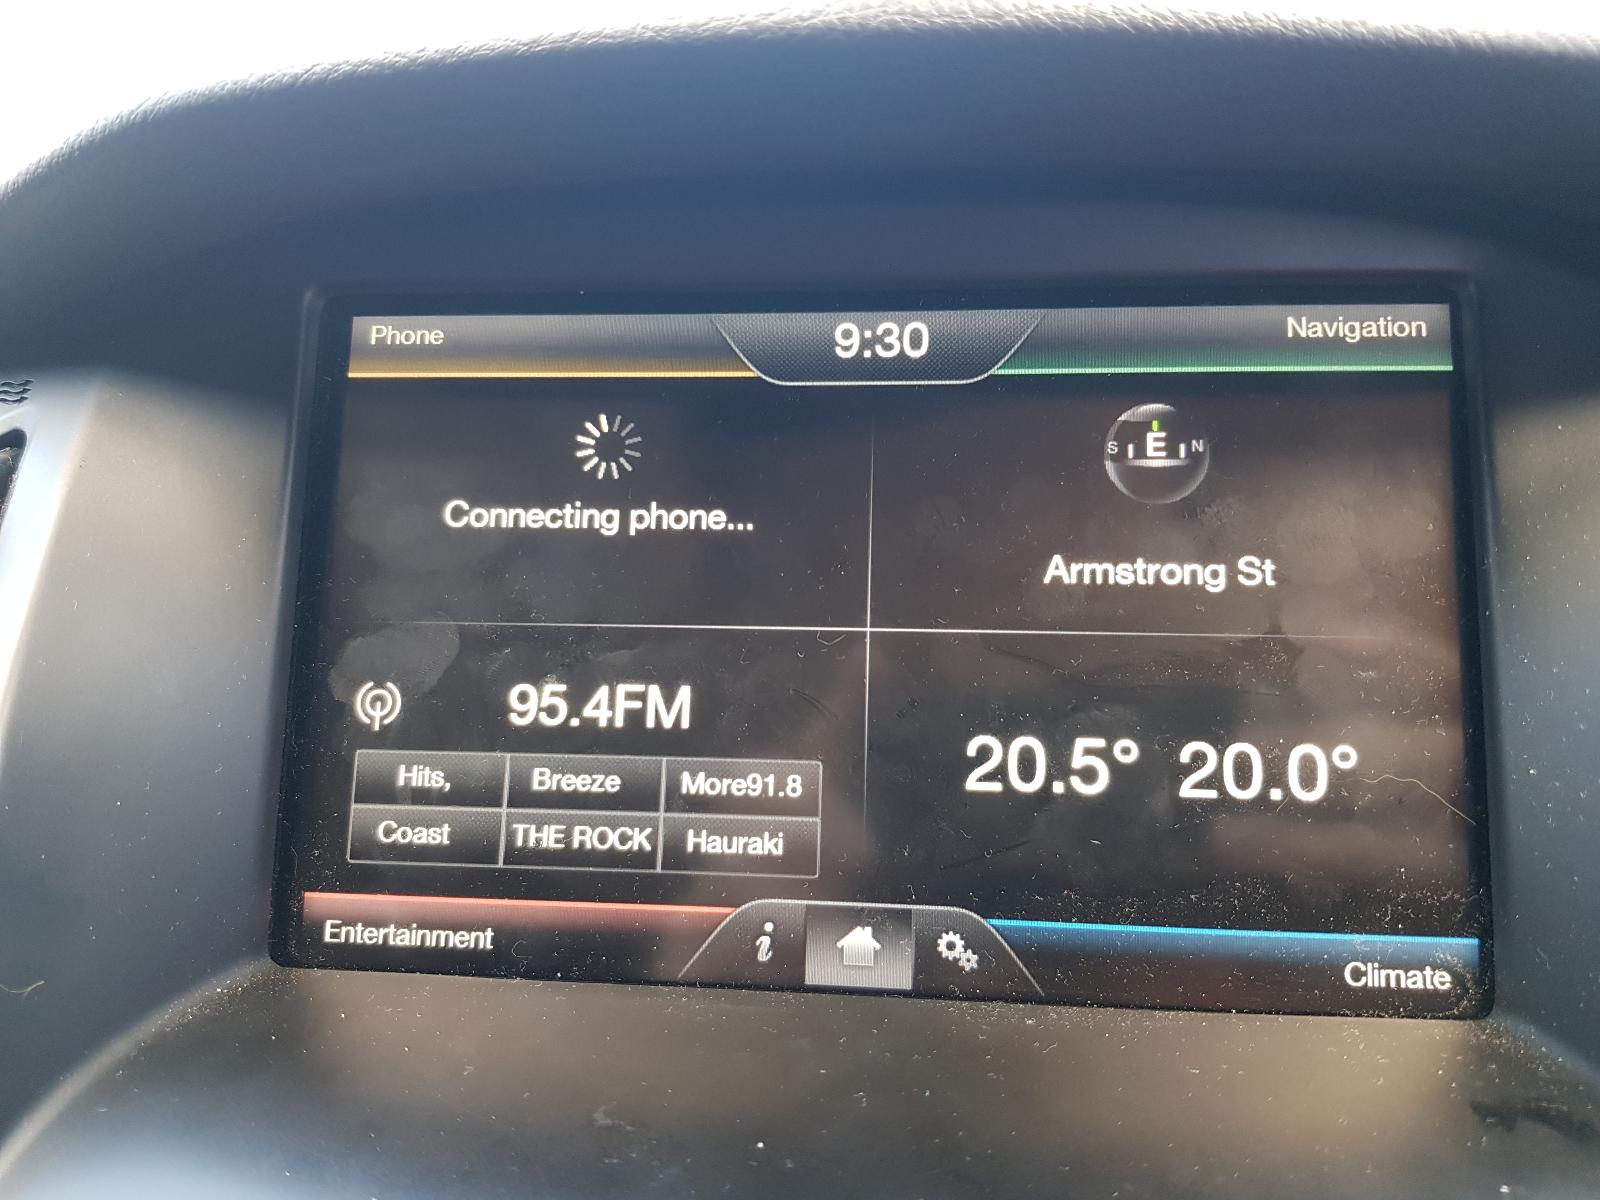 Phone
9:30
Navigation
Connecting phone...
S E N
Armstrong St
95.4FM
Hits, Breeze More91.8
Coast THE ROCK Hauraki
20.5° 20.0°
Entertainment
i
Climate